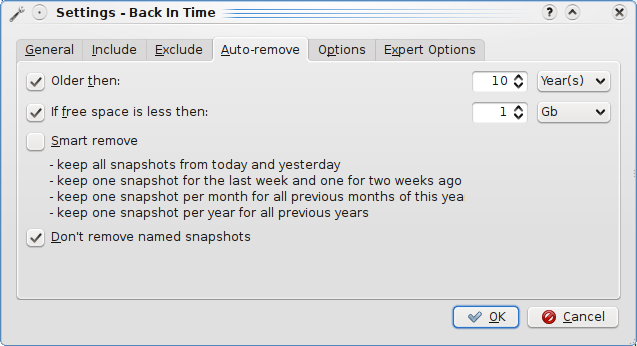 Settings - Back In Time
General Include Exclude Auto-remove Options Expert Options
Older then: 10 Year(s)
If free space is less then: 1 Gb
Smart remove
- keep all snapshots from today and yesterday
- keep one snapshot for the last week and one for two weeks ago
- keep one snapshot per month for all previous months of this yea
- keep one snapshot per year for all previous years
Don't remove named snapshots
OK Cancel